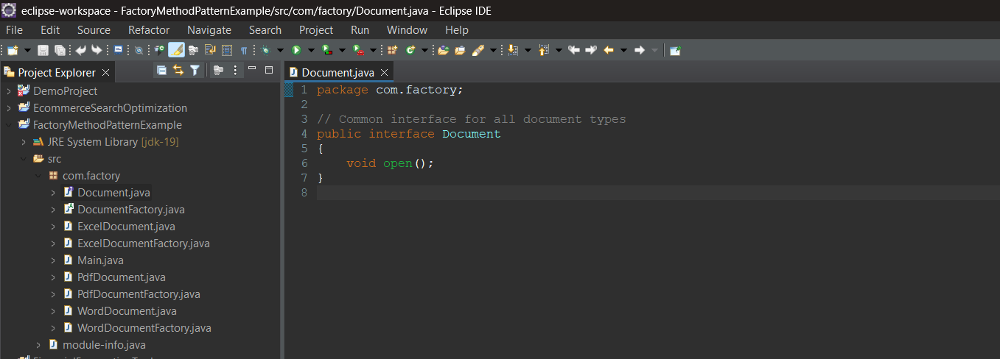 eclipse-workspace - FactoryMethodPatternExample/src/com/factory/Document.java - Eclipse IDE
File Edit Source Refactor Navigate Search Project Run Window Help
Project Explorer
DemoProject
EcommerceSearchOptimization
FactoryMethodPatternExample
JRE System Library [jdk-19]
src
com.factory
Document.java
DocumentFactory.java
ExcelDocument.java
ExcelDocumentFactory.java
Main.java
PdfDocument.java
PdfDocumentFactory.java
WordDocument.java
WordDocumentFactory.java
module-info.java
Document.java
1 package com.factory;
2
3 // Common interface for all document types
4 public interface Document
5 {
6     void open();
7 }
8